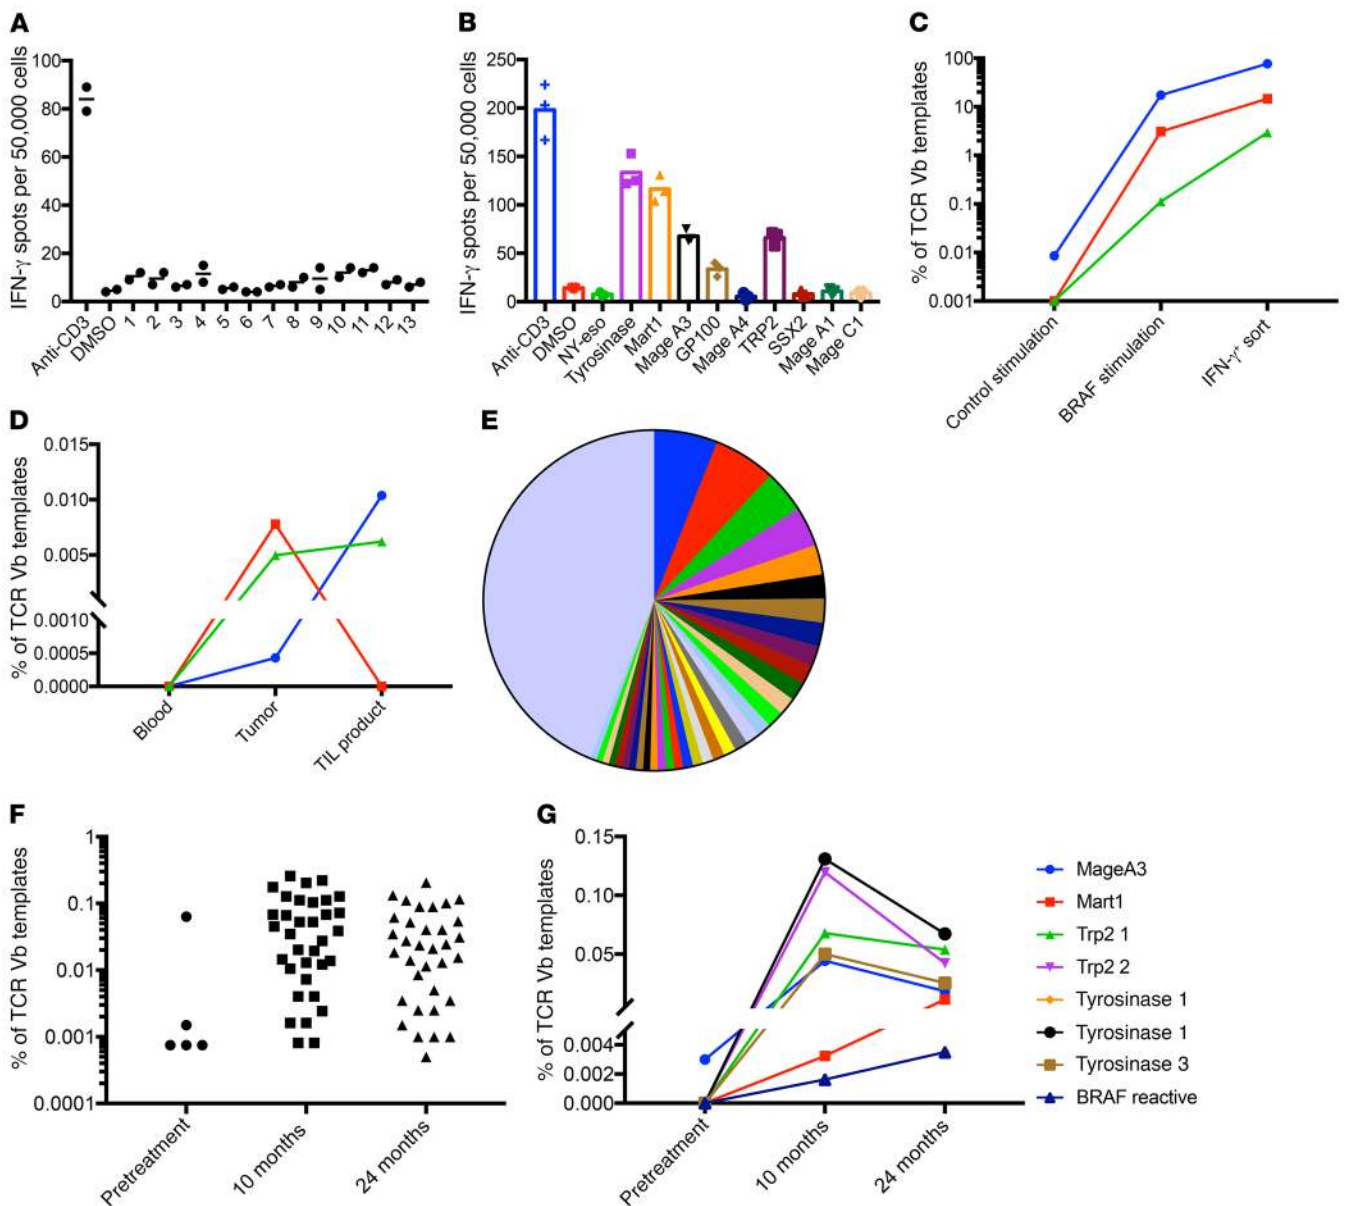 A
IFN-γ spots per 50,000 cells
100
80
60
40
20
0
Anti-CD3
DMSO
1
2
3
4
5
6
7
8
9
10
11
12
13
B
IFN-γ spots per 50,000 cells
250
200
150
100
50
0
Anti-CD3
DMSO
NY-eso
Tyrosinase
Mart1
Mage A3
GP100
Mage A4
TRP2
SSX2
Mage A1
Mage C1
C
% of TCR Vb templates
100
10
1
0.1
0.01
0.001
Control stimulation
BRAF stimulation
IFN-γ⁺ sort
D
% of TCR Vb templates
0.015
0.010
0.005
0.0010
0.0005
0.0000
Blood
Tumor
TIL product
E
F
% of TCR Vb templates
1
0.1
0.01
0.001
0.0001
Pretreatment
10 months
24 months
G
% of TCR Vb templates
0.15
0.10
0.05
0.004
0.002
0.000
Pretreatment
10 months
24 months
MageA3
Mart1
Trp2 1
Trp2 2
Tyrosinase 1
Tyrosinase 1
Tyrosinase 3
BRAF reactive